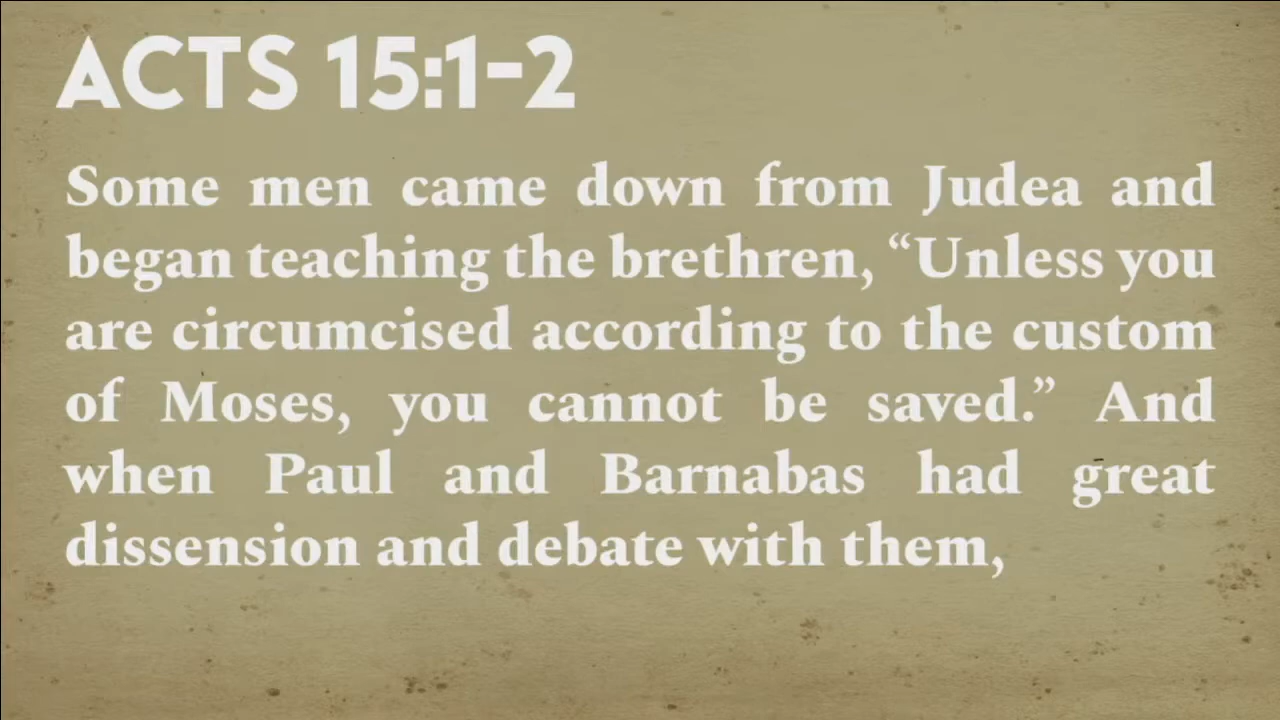 ACTS 15:1-2
Some men came down from Judea and
began teaching the brethren, “Unless you
are circumcised according to the custom
of Moses, you cannot be saved.” And
when Paul and Barnabas had great
dissension and debate with them,